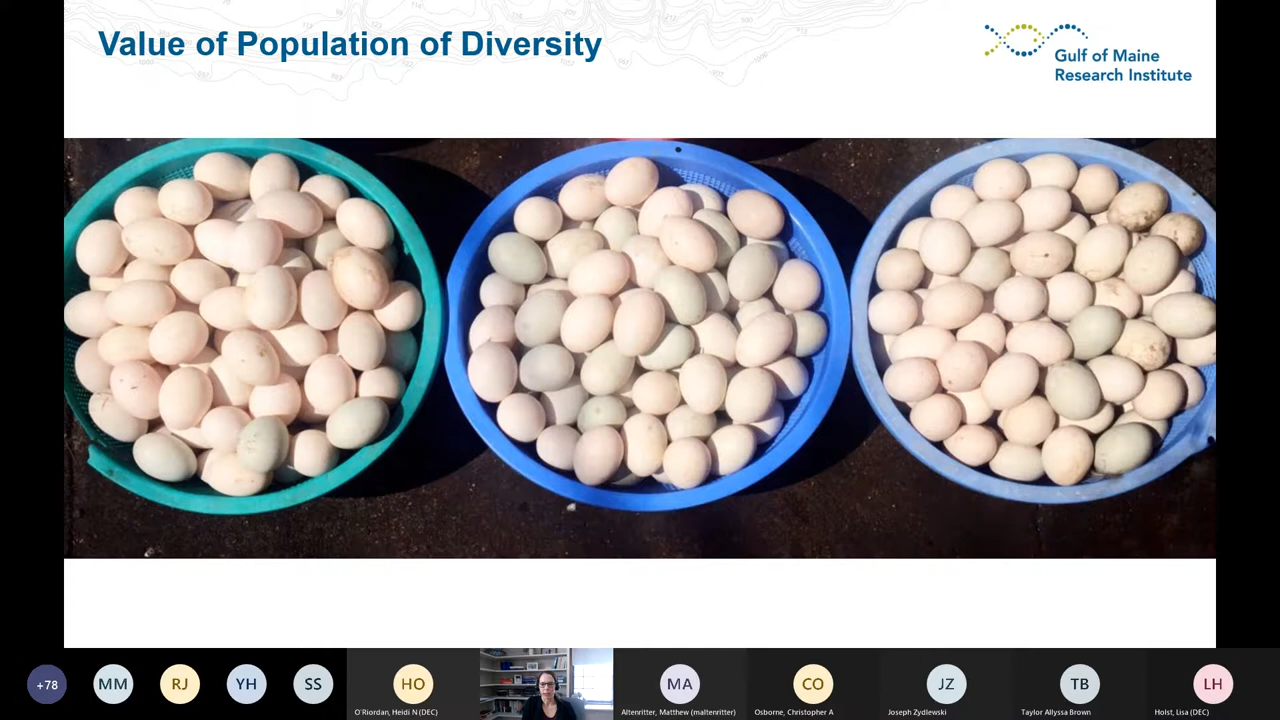 Value of Population of Diversity
Gulf of Maine
Research Institute
+78
MM
RJ
YH
SS
HO
O'Riordan, Heidi N (DEC)
MA
Altenritter, Matthew (maltenritter)
CO
Osborne, Christopher A
JZ
Joseph Zydlewski
TB
Taylor Allyssa Brown
LH
Holst, Lisa (DEC)